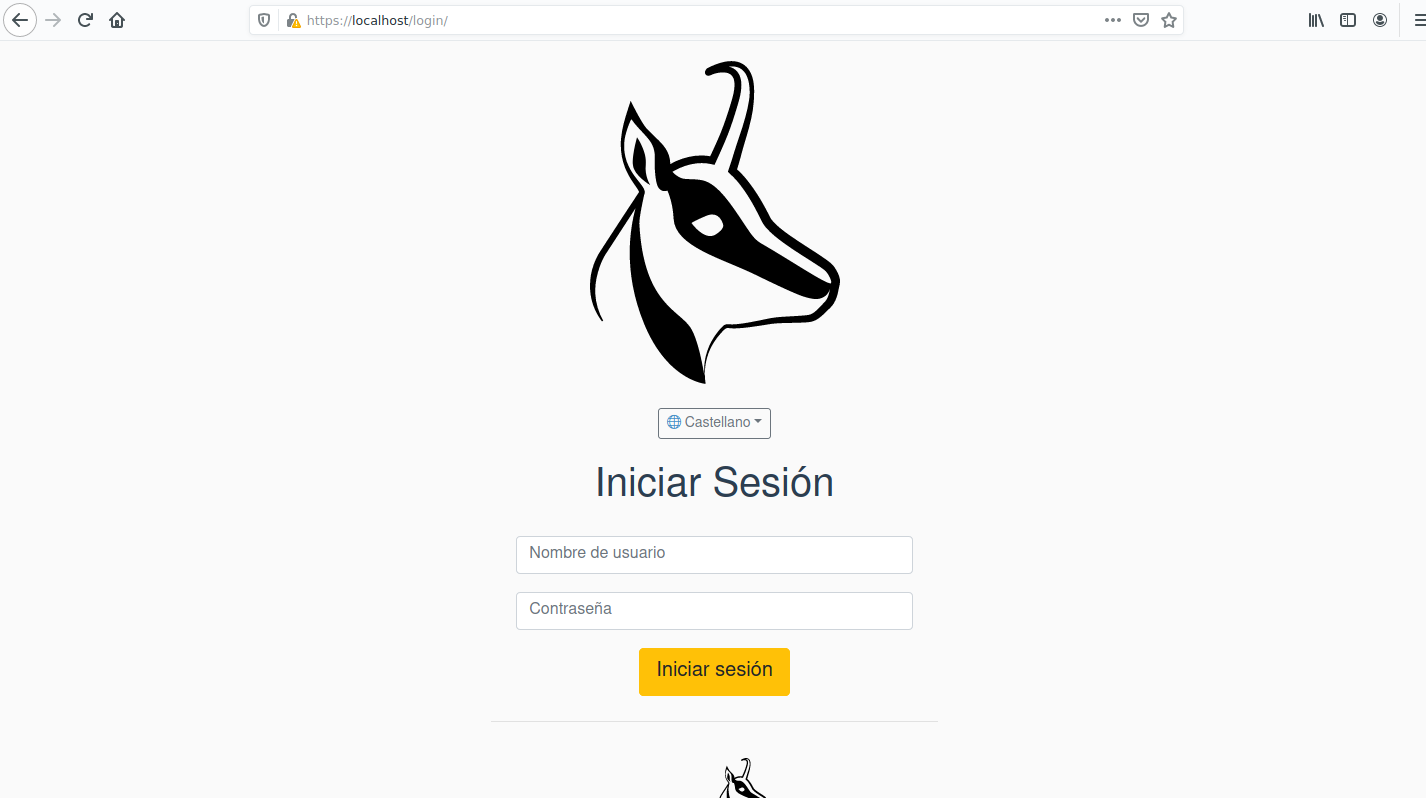 https://localhost/login/
Castellano
Iniciar Sesión
Nombre de usuario
Contraseña
Iniciar sesión